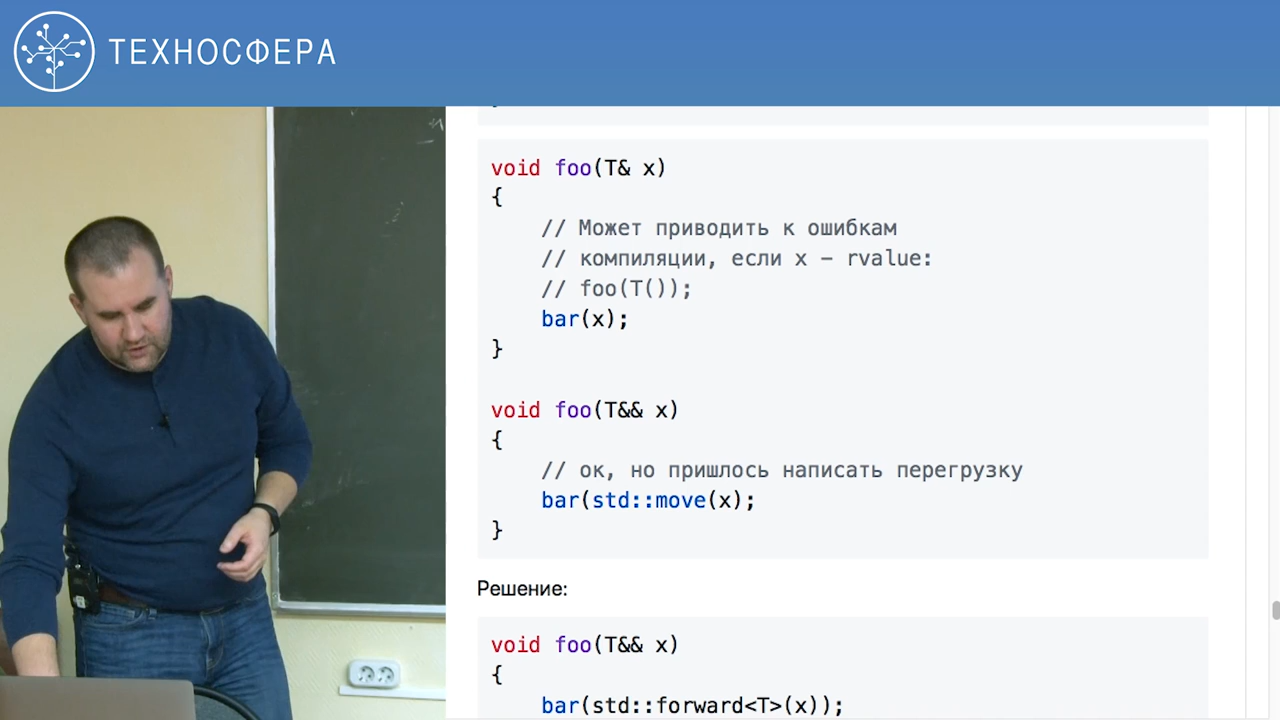 ТЕХНОСФЕРА
void foo(T& x)
{
    // Может приводить к ошибкам
    // компиляции, если x – rvalue:
    // foo(T());
    bar(x);
}
void foo(T&& x)
{
    // ок, но пришлось написать перегрузку
    bar(std::move(x);
}
Решение:
void foo(T&& x)
{
    bar(std::forward<T>(x));